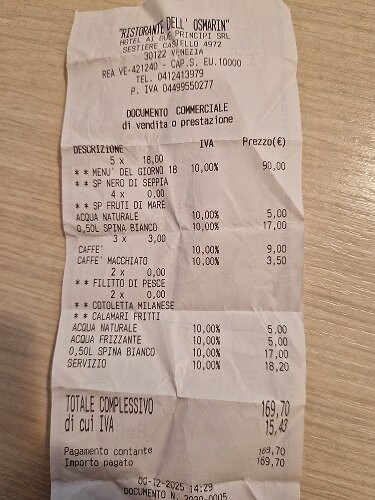 "RISTORANTE DELL' OSMARIN"
HOTEL AI DUE PRINCIPI SRL
SESTIERE CASTELLO 4972
30122 VENEZIA
REA VE-421240 - CAP.S. EU.10000
TEL. 0412413979
P. IVA 04499550277
DOCUMENTO COMMERCIALE
di vendita o prestazione
DESCRIZIONE IVA Prezzo(€)
5 x 18,00
* * MENU' DEL GIORNO 18 10,00% 90,00
* * SP NERO DI SEPPIA
4 x 0,00
* * SP FRUTI DI MARE
ACQUA NATURALE 10,00% 5,00
0,50L SPINA BIANCO 10,00% 17,00
3 x 3,00
CAFFE' 10,00% 9,00
CAFFE' MACCHIATO 10,00% 3,50
2 x 0,00
* * FILITTO DI PESCE
2 x 0,00
* * COTOLETTA MILANESE
* * CALAMARI FRITTI
ACQUA NATURALE 10,00% 5,00
ACQUA FRIZZANTE 10,00% 5,00
0,50L SPINA BIANCO 10,00% 17,00
SERVIZIO 10,00% 18,20
TOTALE COMPLESSIVO 169,70
di cui IVA 15,43
Pagamento contante 169,70
Importo pagato 169,70
-12-2025 14:29
DOCUMENTO N. -0005